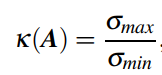 κ(A) = σmax / σmin,